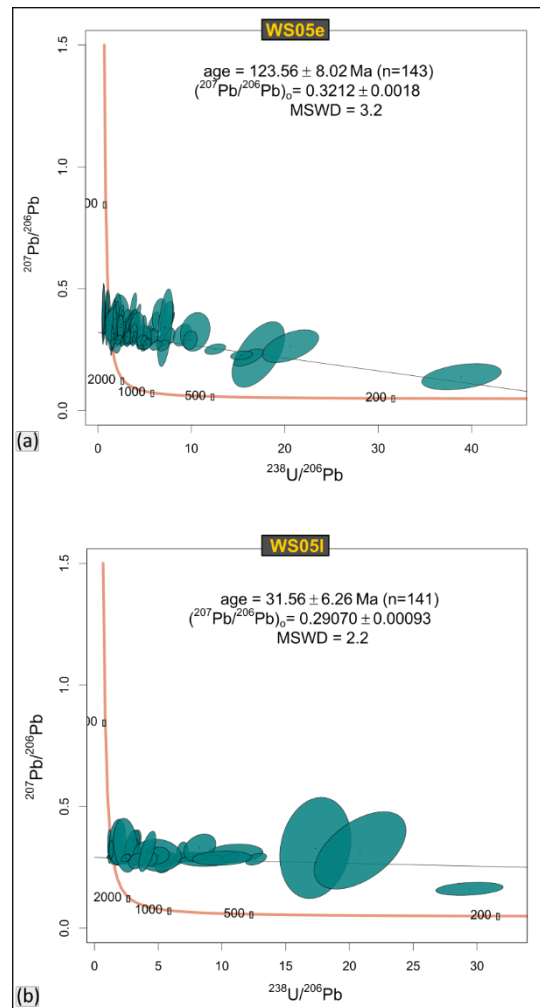 WS05e
age = 123.56 ± 8.02 Ma (n=143)
(²⁰⁷Pb/²⁰⁶Pb)ₒ= 0.3212 ± 0.0018
MSWD = 3.2
1.5
1.0
0.5
0.0
²⁰⁷Pb/²⁰⁶Pb
00 ▯
2000 ▯
1000 ▯
500 ▯
200 ▯
0 10 20 30 40
²³⁸U/²⁰⁶Pb
(a)
WS05l
age = 31.56 ± 6.26 Ma (n=141)
(²⁰⁷Pb/²⁰⁶Pb)ₒ= 0.29070 ± 0.00093
MSWD = 2.2
1.5
1.0
0.5
0.0
²⁰⁷Pb/²⁰⁶Pb
00 ▯
2000 ▯
1000 ▯
500 ▯
200 ▯
0 5 10 15 20 25 30
²³⁸U/²⁰⁶Pb
(b)